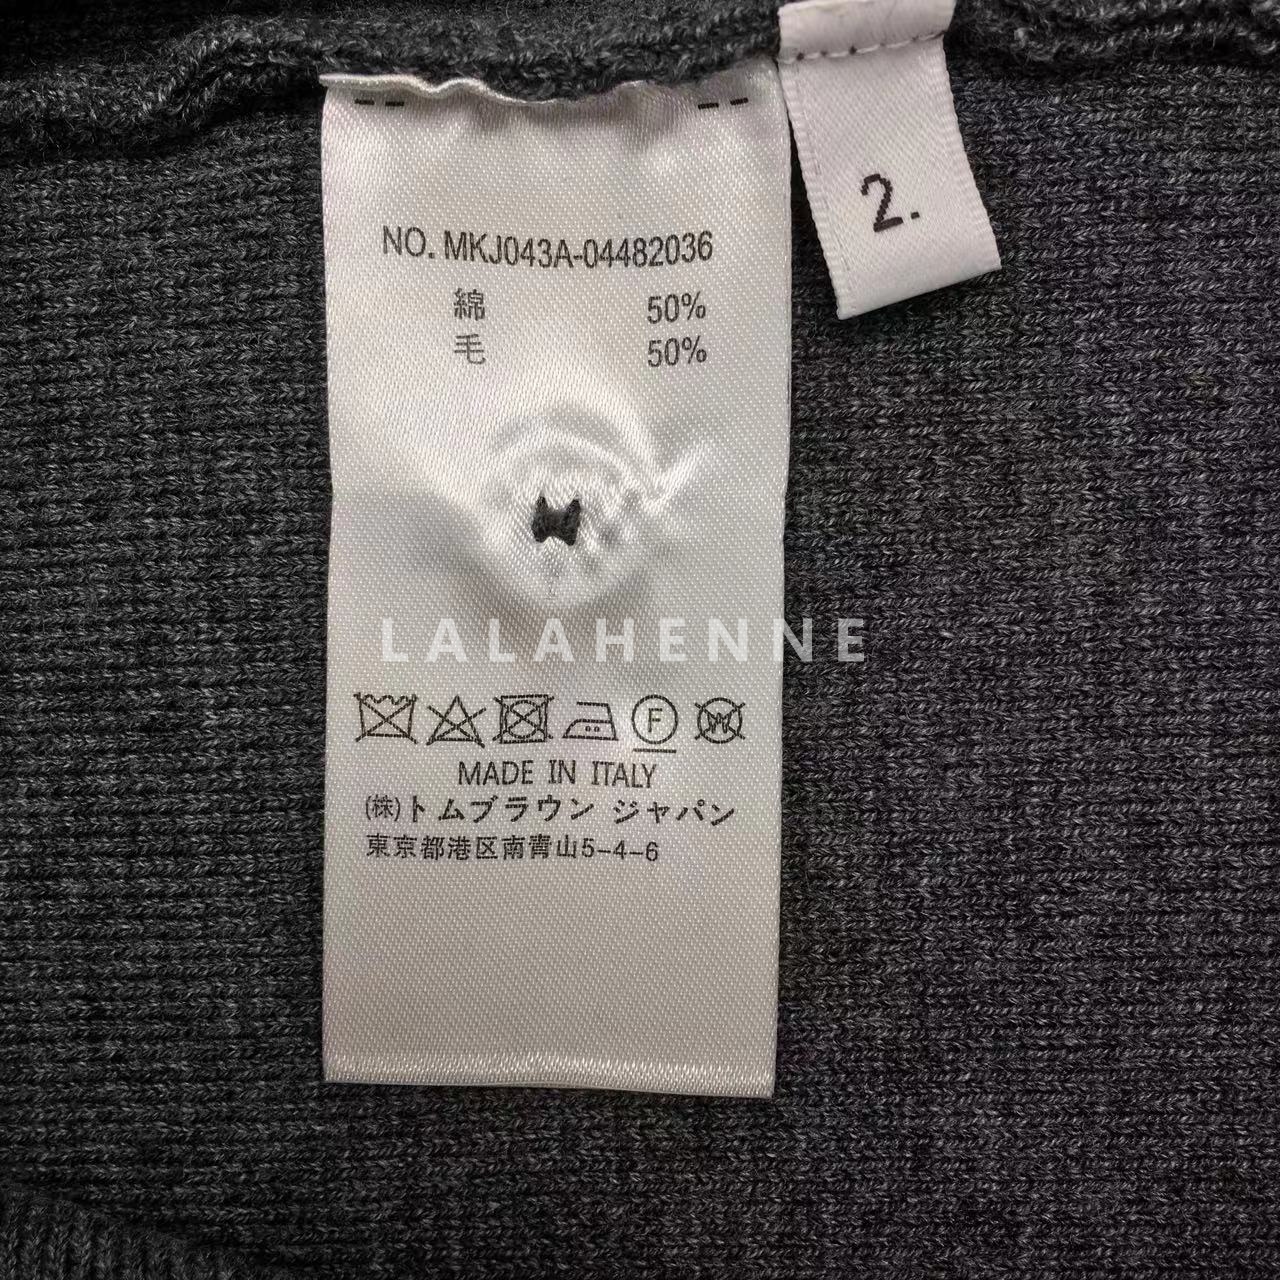 2.
NO. MKJ043A-04482036
綿 50%
毛 50%
LALAHENNE
F
MADE IN ITALY
(株)トムブラウン ジャパン
東京都港区南青山5-4-6